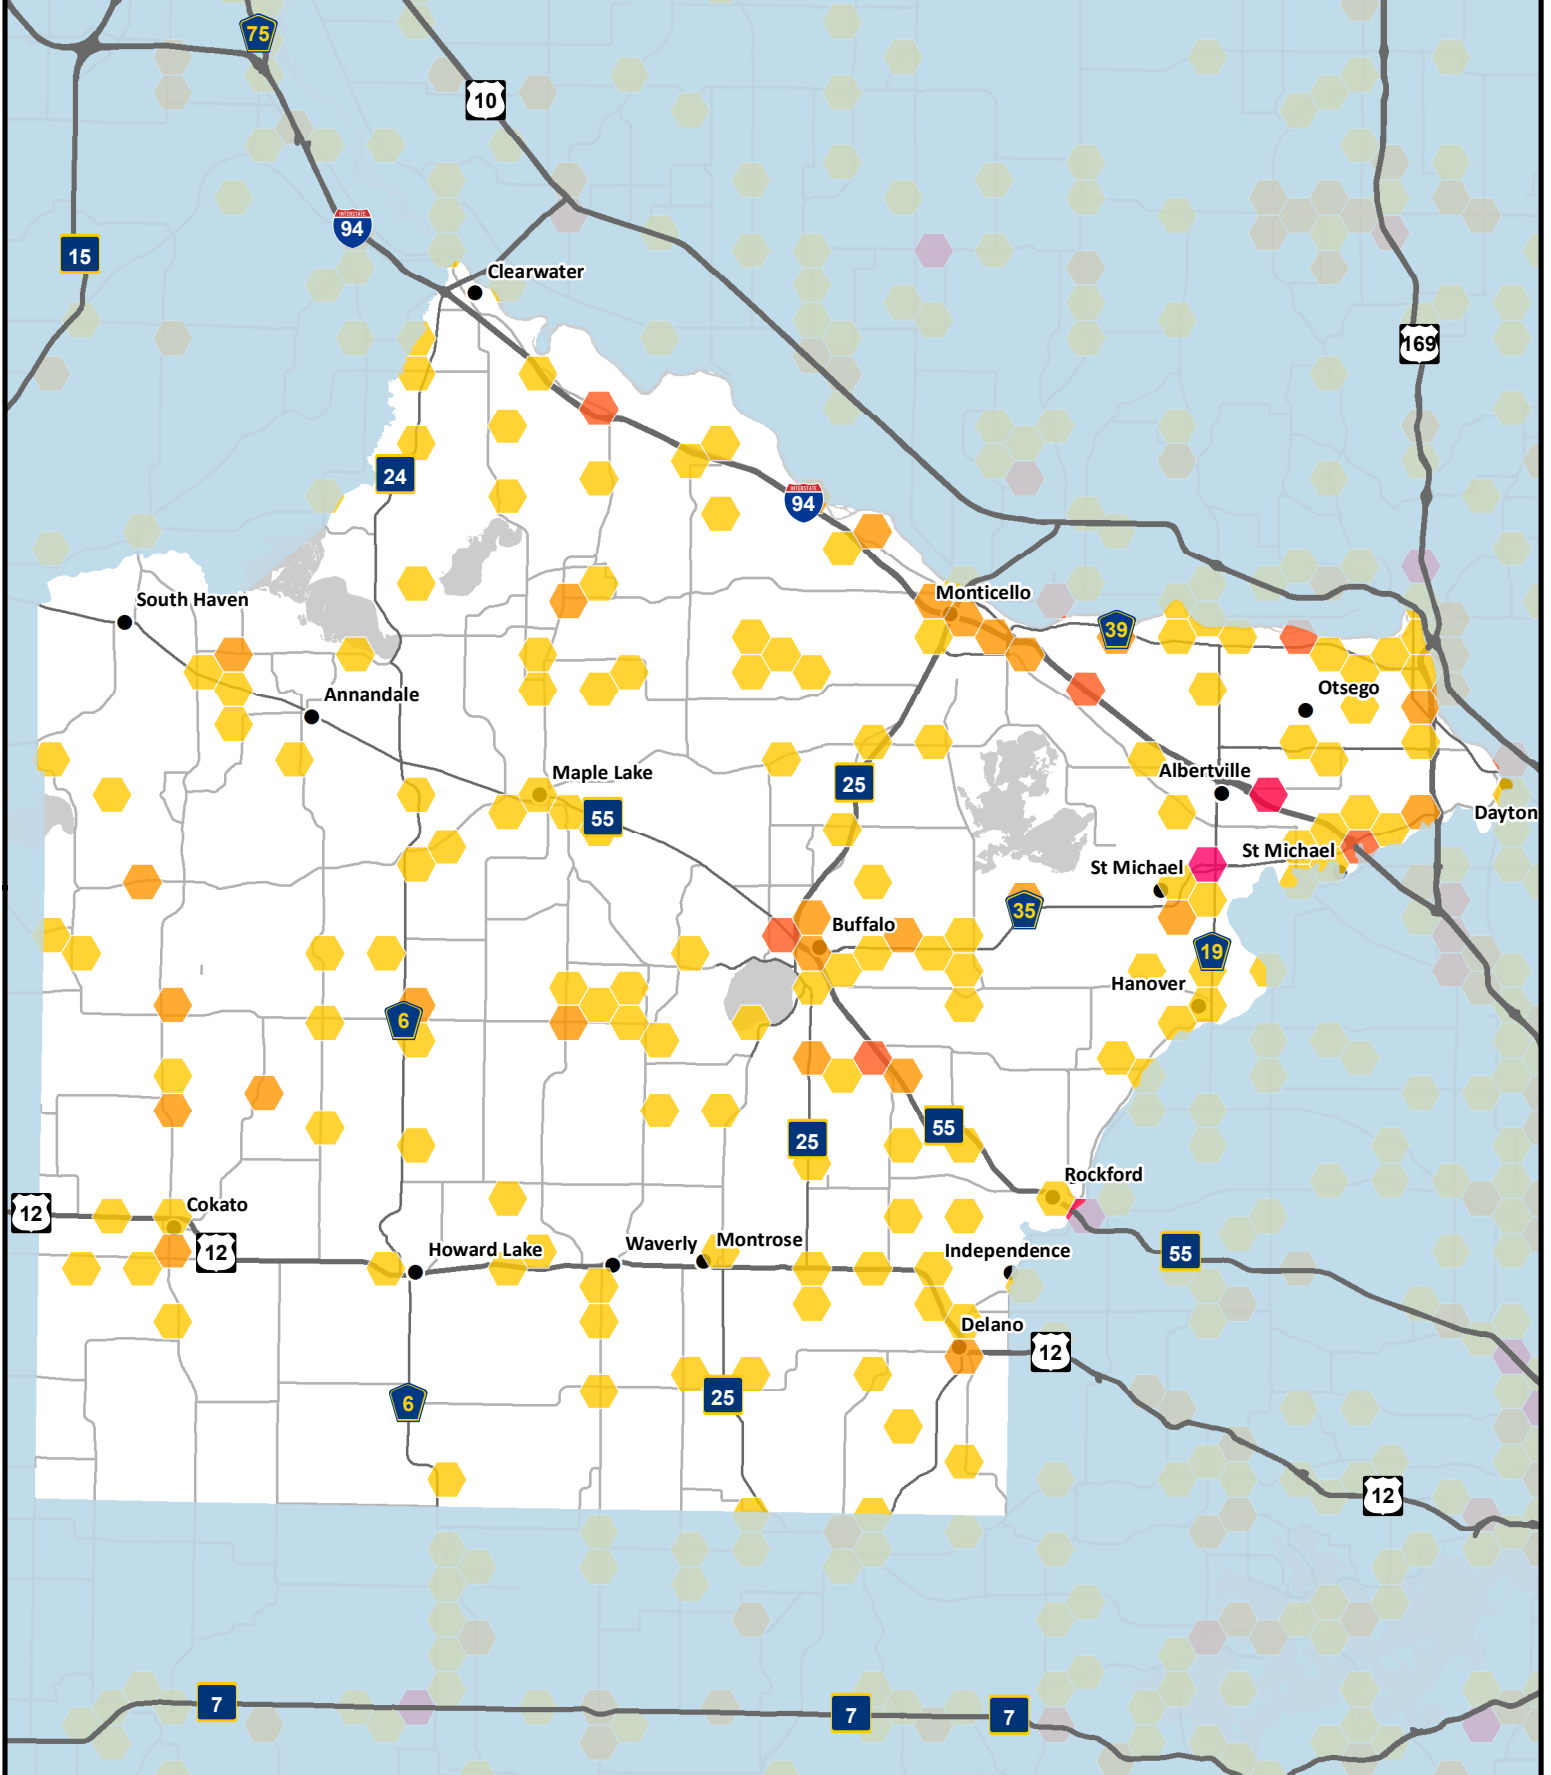 75
10
INTERSTATE
94
15
Clearwater
169
24
INTERSTATE
94
Monticello
South Haven
39
Otsego
Annandale
Albertville
Maple Lake
25
55
Dayton
St Michael
St Michael
35
Buffalo
19
Hanover
6
55
25
Rockford
Cokato
12
12
Howard Lake
Waverly
Montrose
Independence
55
Delano
12
25
6
12
7
7
7